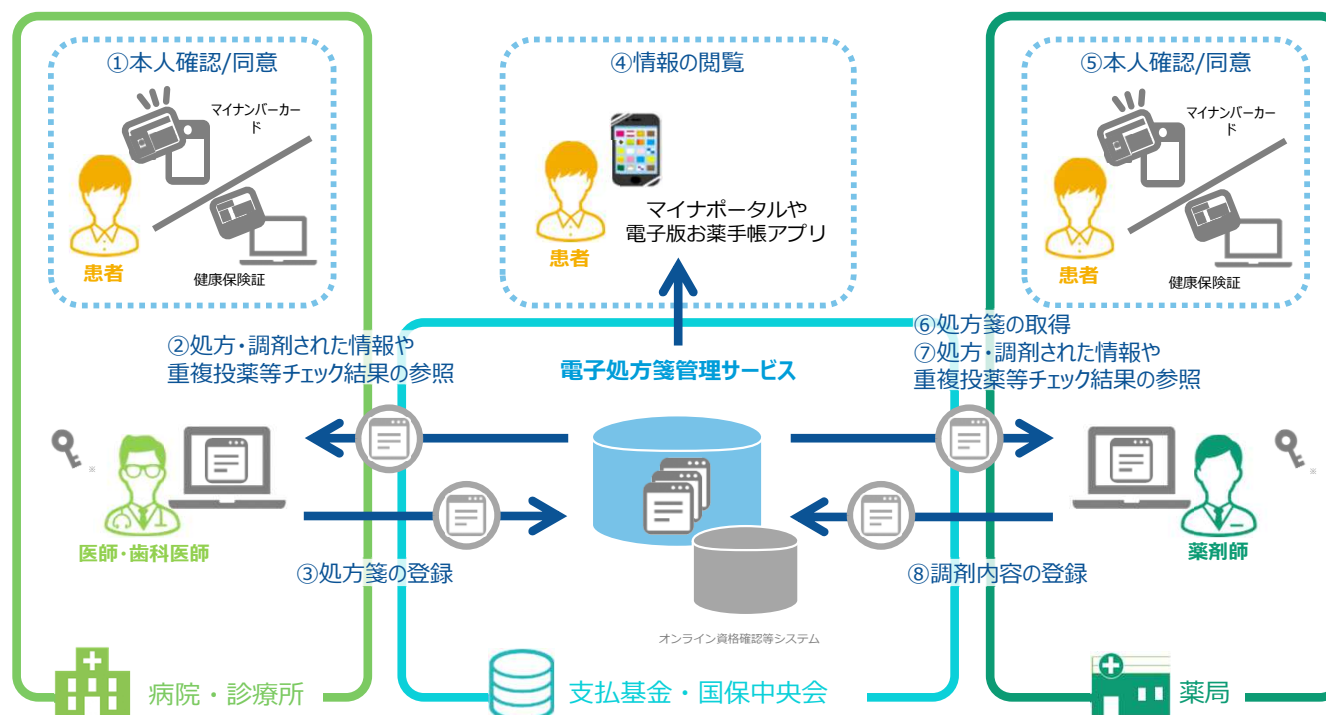 ①本人確認/同意
マイナンバーカー
ド
患者
健康保険証
④情報の閲覧
マイナポータルや
電子版お薬手帳アプリ
患者
⑤本人確認/同意
マイナンバーカー
ド
患者
健康保険証
②処方・調剤された情報や
重複投薬等チェック結果の参照
電子処方箋管理サービス
⑥処方箋の取得
⑦処方・調剤された情報や
重複投薬等チェック結果の参照
※
医師・歯科医師
③処方箋の登録
※
薬剤師
⑧調剤内容の登録
オンライン資格確認等システム
病院・診療所
支払基金・国保中央会
薬局